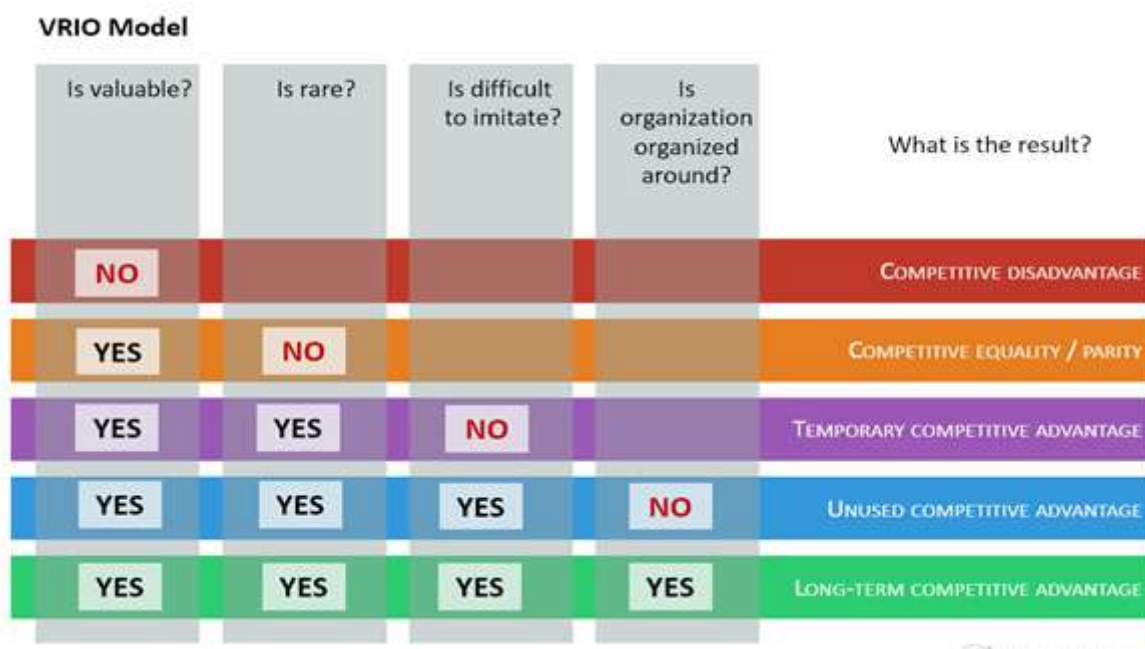 VRIO Model
Is valuable?
Is rare?
Is difficult
to imitate?
Is
organization
organized
around?
What is the result?
NO
COMPETITIVE DISADVANTAGE
YES
NO
COMPETITIVE EQUALITY / PARITY
YES
YES
NO
TEMPORARY COMPETITIVE ADVANTAGE
YES
YES
YES
NO
UNUSED COMPETITIVE ADVANTAGE
YES
YES
YES
YES
LONG-TERM COMPETITIVE ADVANTAGE